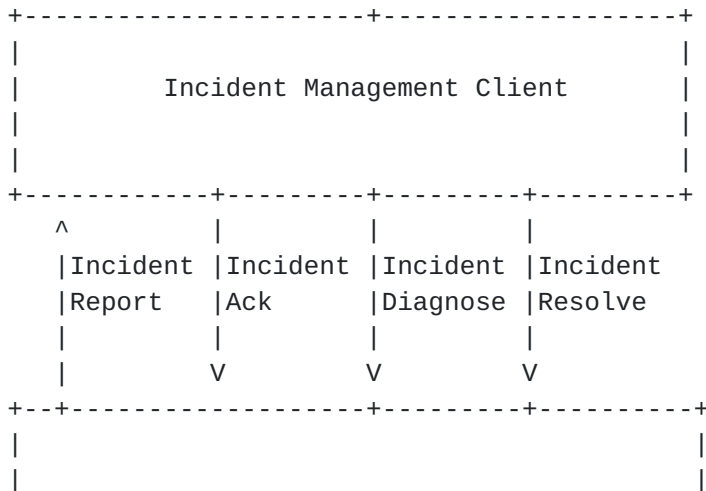 +----------------------+-------------------+
|                                          |
|         Incident Management Client       |
|                                          |
|                                          |
+------------+---------+---------+---------+
   ^         |         |         |
   |Incident |Incident |Incident |Incident
   |Report   |Ack      |Diagnose |Resolve
   |         |         |         |
   |         V         V         V
+--+-------------------+---------+----------+
|                                           |
|                                           |